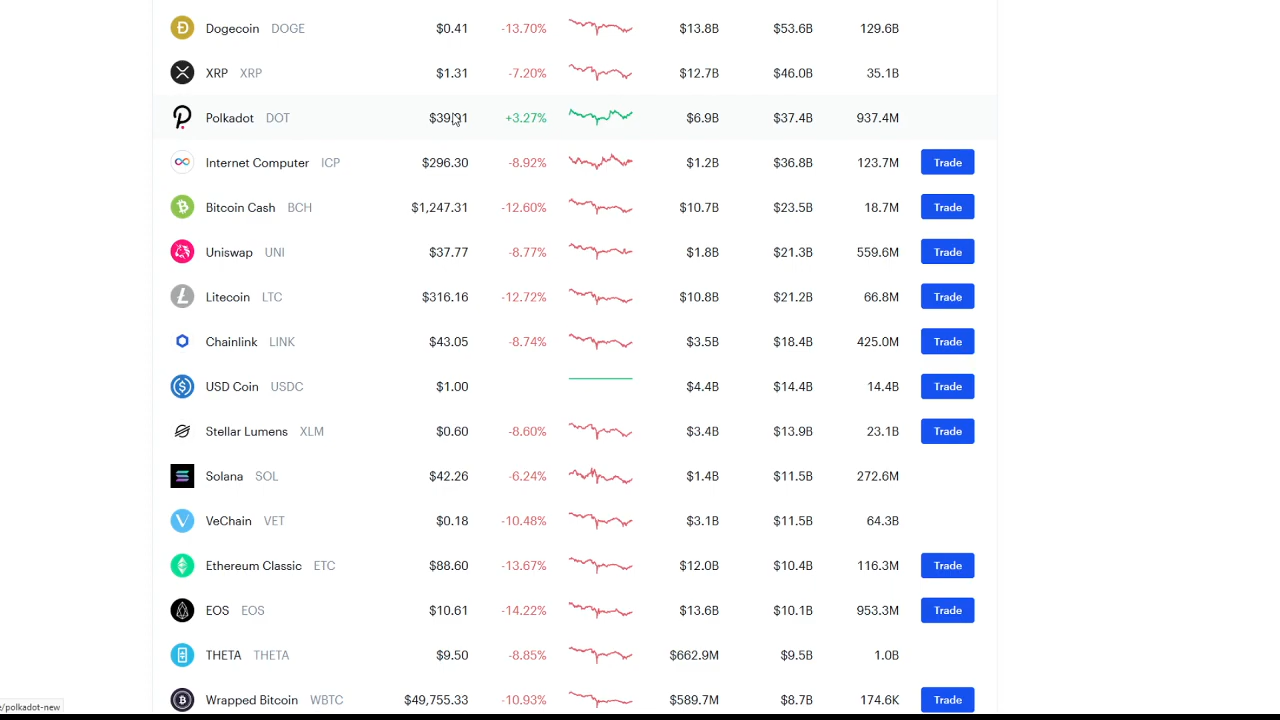 Dogecoin DOGE $0.41 -13.70% $13.8B $53.6B 129.6B
XRP XRP $1.31 -7.20% $12.7B $46.0B 35.1B
Polkadot DOT +3.27% $6.9B $37.4B 937.4M
Internet Computer ICP $296.30 -8.92% $1.2B $36.8B 123.7M Trade
Bitcoin Cash BCH $1,247.31 -12.60% $10.7B $23.5B 18.7M Trade
Uniswap UNI $37.77 -8.77% $1.8B $21.3B 559.6M Trade
Litecoin LTC $316.16 -12.72% $10.8B $21.2B 66.8M Trade
Chainlink LINK $43.05 -8.74% $3.5B $18.4B 425.0M Trade
USD Coin USDC $1.00 $4.4B $14.4B 14.4B Trade
Stellar Lumens XLM $0.60 -8.60% $3.4B $13.9B 23.1B Trade
Solana SOL $42.26 -6.24% $1.4B $11.5B 272.6M
VeChain VET $0.18 -10.48% $3.1B $11.5B 64.3B
Ethereum Classic ETC $88.60 -13.67% $12.0B $10.4B 116.3M Trade
EOS EOS $10.61 -14.22% $13.6B $10.1B 953.3M Trade
THETA THETA $9.50 -8.85% $662.9M $9.5B 1.0B
Wrapped Bitcoin WBTC $49,755.33 -10.93% $589.7M $8.7B 174.6K Trade
e/polkadot-new